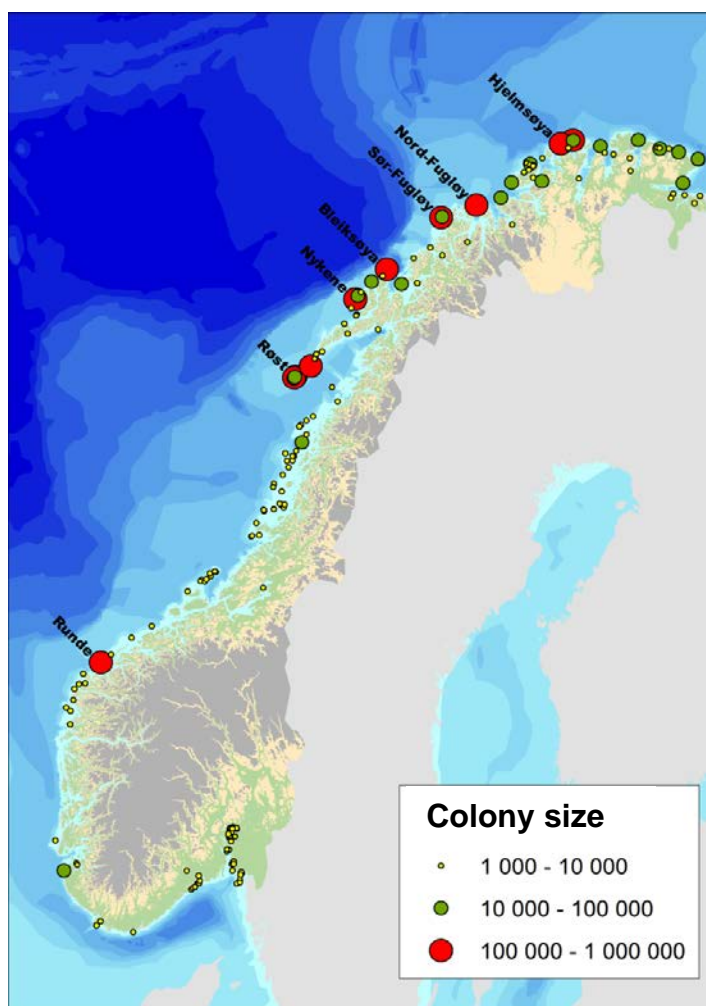 Hjelmsøya
Nord-Fugløy
Sør-Fugløy
Bleiksøya
Nykene
Røst
Runde
Colony size
1 000 - 10 000
10 000 - 100 000
100 000 - 1 000 000